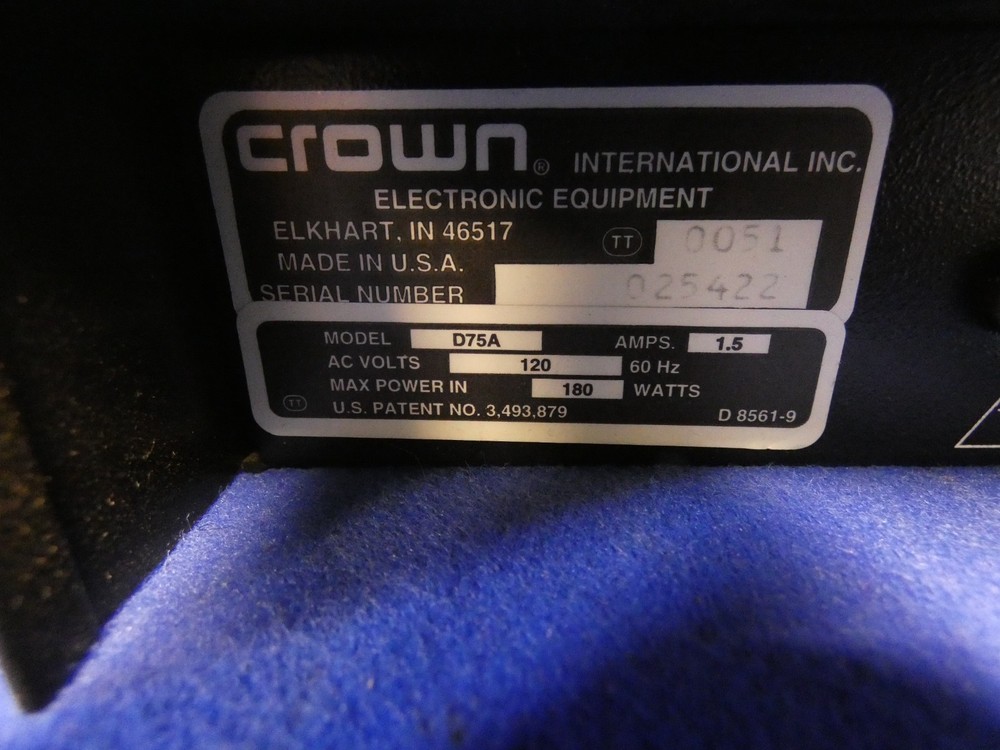 crown® INTERNATIONAL INC.
ELECTRONIC EQUIPMENT
ELKHART, IN 46517
TT 0051
MADE IN U.S.A.
SERIAL NUMBER 025422
MODEL D75A AMPS. 1.5
AC VOLTS 120 60 Hz
MAX POWER IN 180 WATTS
TT U.S. PATENT NO. 3,493,879 D 8561-9